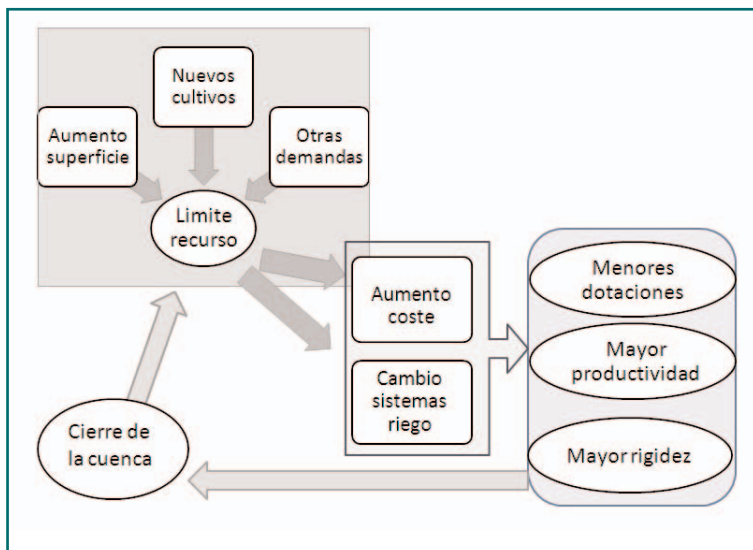 Nuevos
cultivos
Aumento
superficie
Otras
demandas
Limite
recurso
Aumento
coste
Cambio
sistemas
riego
Menores
dotaciones
Mayor
productividad
Mayor rigidez
Cierre de
la cuenca